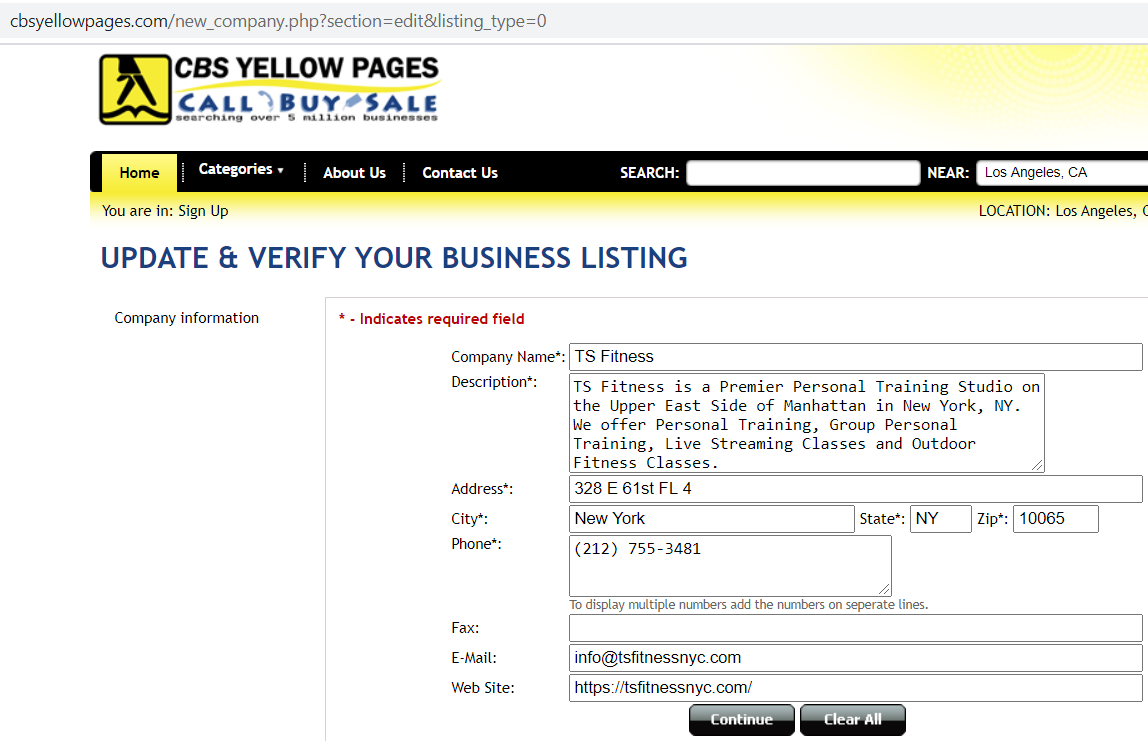 cbsyellowpages.com/new_company.php?section=edit&listing_type=0
CBS YELLOW PAGES
CALL BUY SALE
searching over 5 million businesses
Home Categories ▾ About Us Contact Us SEARCH: NEAR: Los Angeles, CA
You are in: Sign Up LOCATION: Los Angeles,
UPDATE & VERIFY YOUR BUSINESS LISTING
Company information
* - Indicates required field
Company Name*: TS Fitness
Description*: TS Fitness is a Premier Personal Training Studio on
the Upper East Side of Manhattan in New York, NY.
We offer Personal Training, Group Personal
Training, Live Streaming Classes and Outdoor
Fitness Classes.
Address*: 328 E 61st FL 4
City*: New York State*: NY Zip*: 10065
Phone*: (212) 755-3481
To display multiple numbers add the numbers on seperate lines.
Fax:
E-Mail: info@tsfitnessnyc.com
Web Site: https://tsfitnessnyc.com/
Continue Clear All